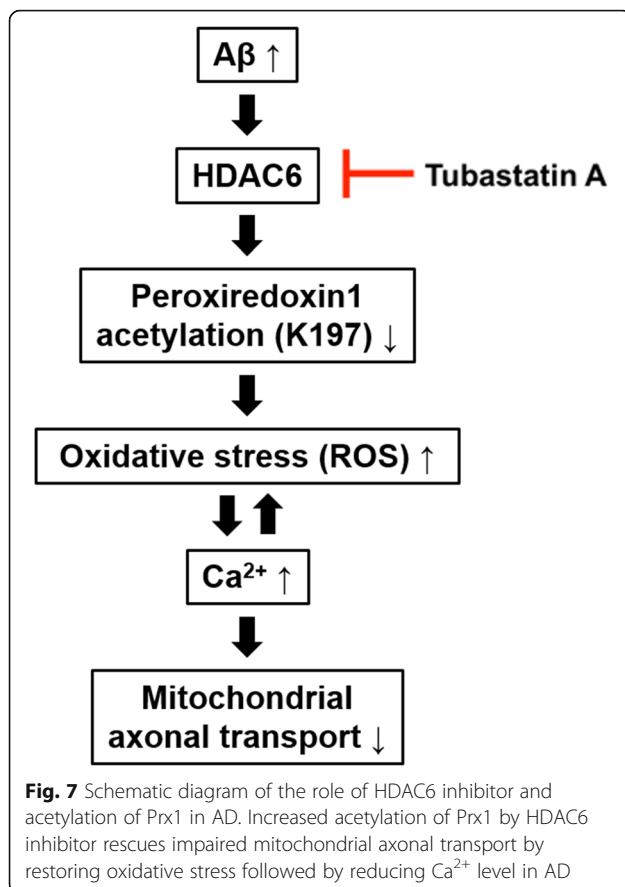 Aβ ↑
HDAC6
Tubastatin A
Peroxiredoxin1
acetylation (K197) ↓
Oxidative stress (ROS) ↑
Ca²⁺ ↑
Mitochondrial
axonal transport ↓
Fig. 7 Schematic diagram of the role of HDAC6 inhibitor and
acetylation of Prx1 in AD. Increased acetylation of Prx1 by HDAC6
inhibitor rescues impaired mitochondrial axonal transport by
restoring oxidative stress followed by reducing Ca²⁺ level in AD